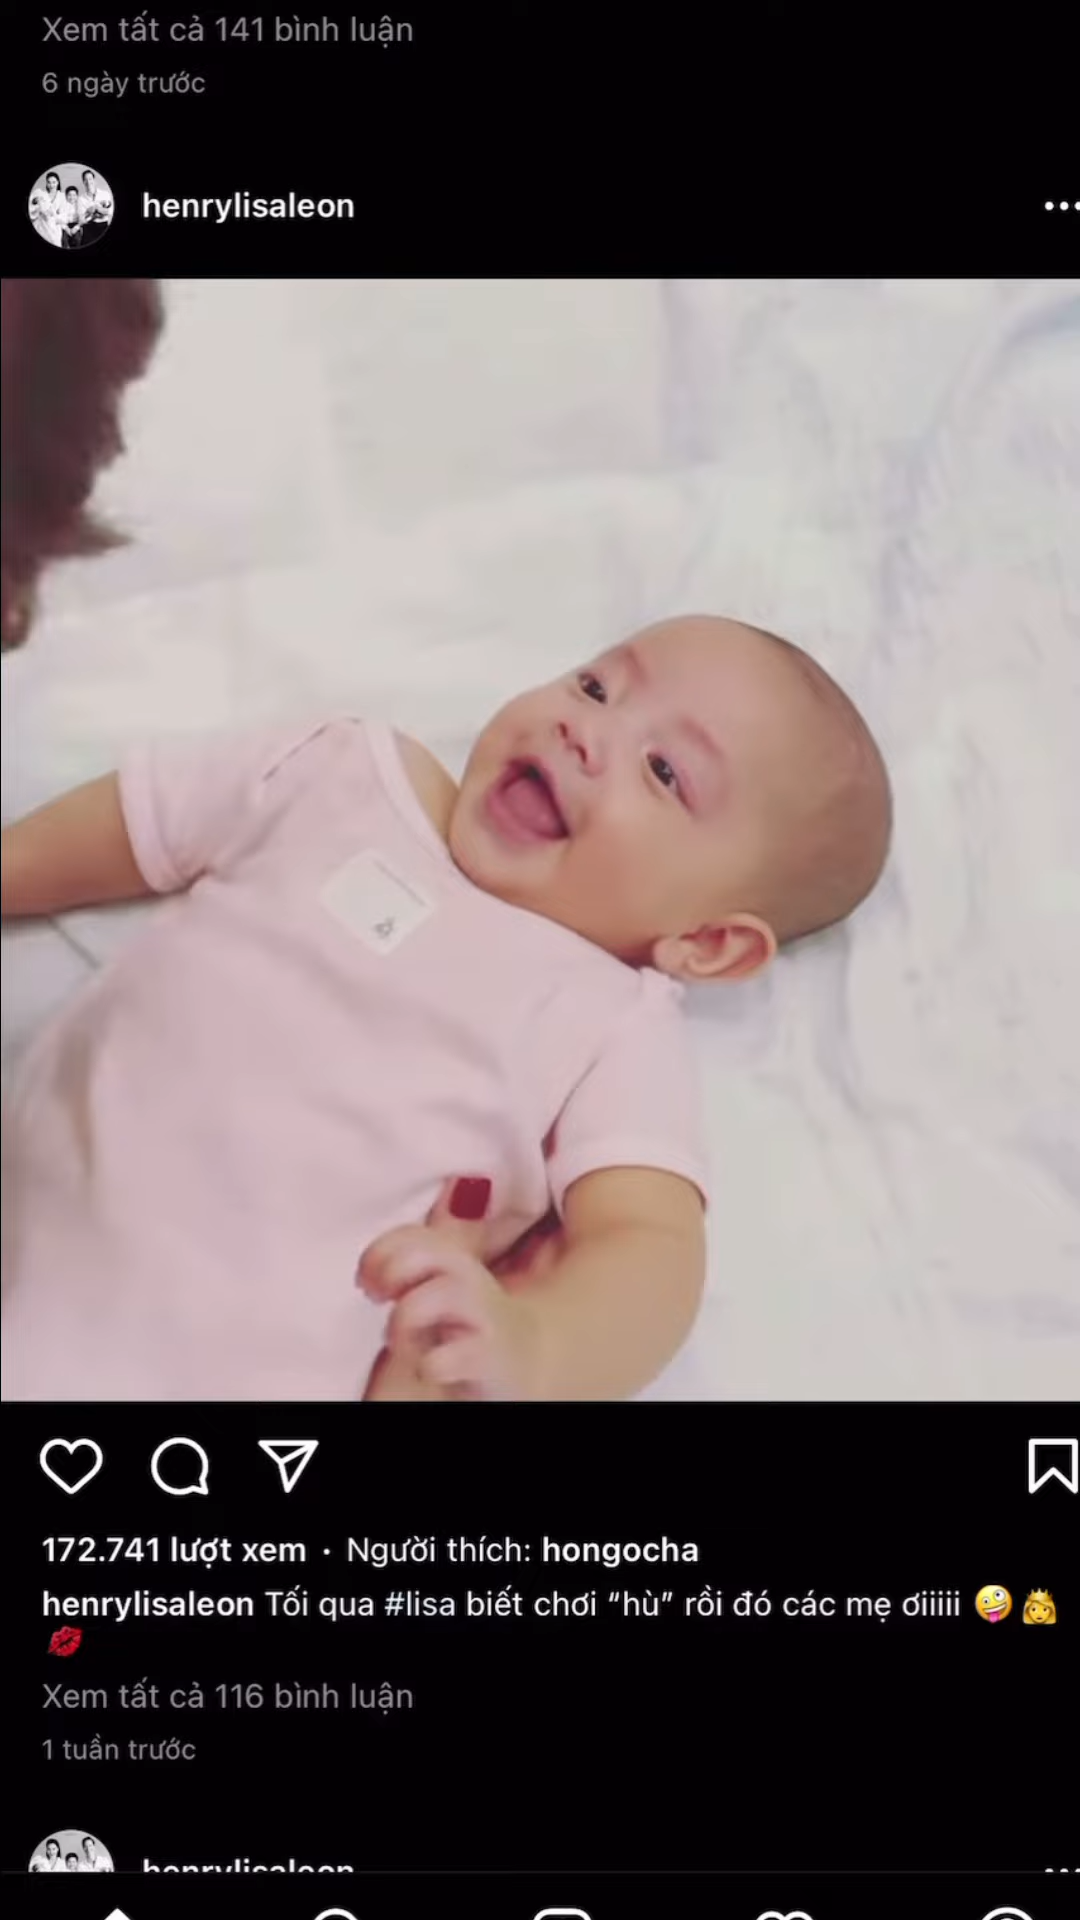 Xem tất cả 141 bình luận
6 ngày trước
henrylisaleon
172.741 lượt xem · Người thích: hongocha
henrylisaleon Tối qua #lisa biết chơi “hù” rồi đó các mẹ ơiiiii 🤪👸
💋
Xem tất cả 116 bình luận
1 tuần trước
henrylisaleon